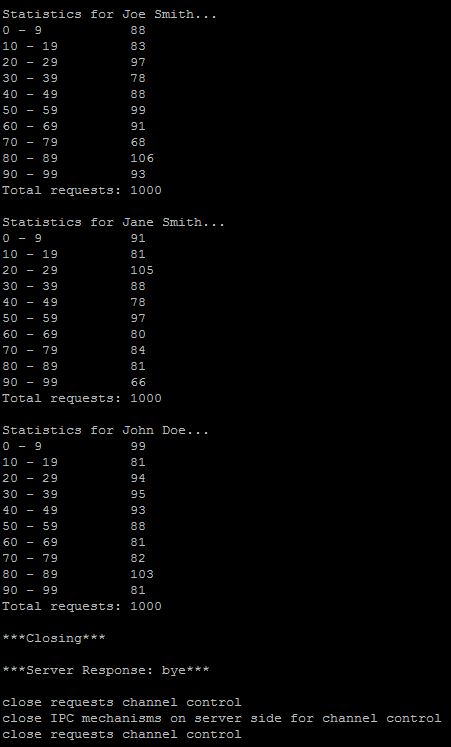 Statistics for Joe Smith...
0 – 9 88
10 – 19 83
20 – 29 97
30 – 39 78
40 – 49 88
50 – 59 99
60 – 69 91
70 – 79 68
80 – 89 106
90 – 99 93
Total requests: 1000
Statistics for Jane Smith...
0 – 9 91
10 – 19 81
20 – 29 105
30 – 39 88
40 – 49 78
50 – 59 97
60 – 69 80
70 – 79 84
80 – 89 81
90 – 99 66
Total requests: 1000
Statistics for John Doe...
0 – 9 99
10 – 19 81
20 – 29 94
30 – 39 95
40 – 49 93
50 – 59 88
60 – 69 81
70 – 79 82
80 – 89 103
90 – 99 81
Total requests: 1000
***Closing***
***Server Response: bye***
close requests channel control
close IPC mechanisms on server side for channel control
close requests channel control